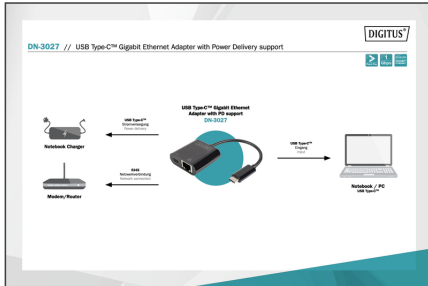 DIGITUS®
DN-3027 // USB Type-C™ Gigabit Ethernet Adapter with Power Delivery support
1
Gbps
USB Type-C™ Gigabit Ethernet
Adapter with PD support
DN-3027
USB Type-C™
Stromversorgung
Power delivery
Notebook Charger
USB Type-C™
Eingang
Input
RJ45
Netzwerkverbindung
Network connection
Modem/Router
Notebook / PC
USB Type-C™